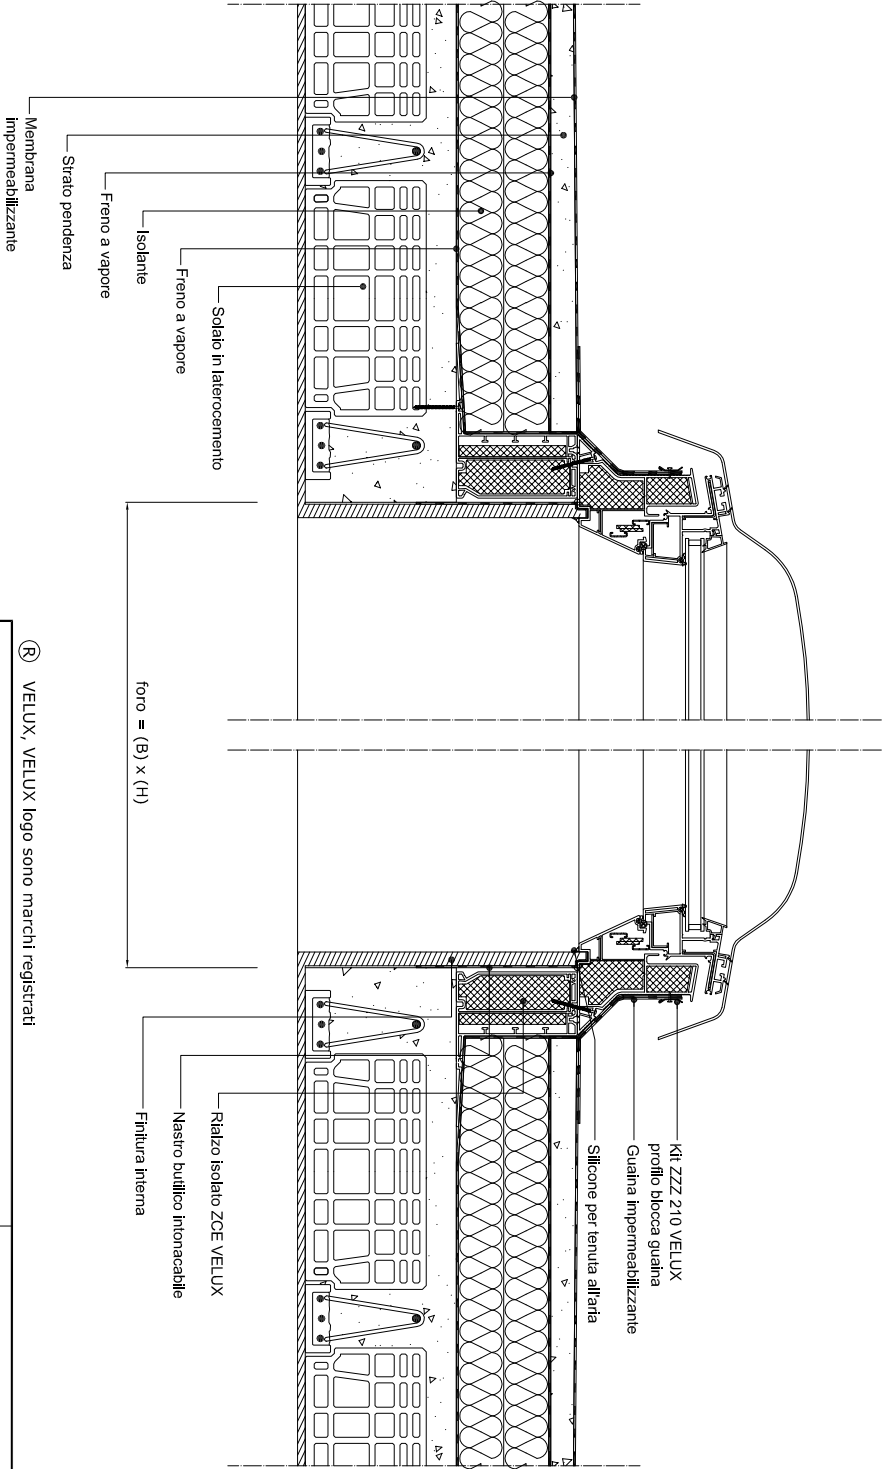 Membrana
impermeabilizzante
Strato pendenza
Freno a vapore
Isolante
Freno a vapore
Solaio in laterocemento
Kit ZZZ 210 VELUX
profilo blocca guaina
Guaina impermeabilizzante
Silicone per tenuta all'aria
Rialzo isolato ZCE VELUX
Nastro butilico intonacabile
Finitura interna
foro = (B) x (H)
® VELUX, VELUX logo sono marchi registrati